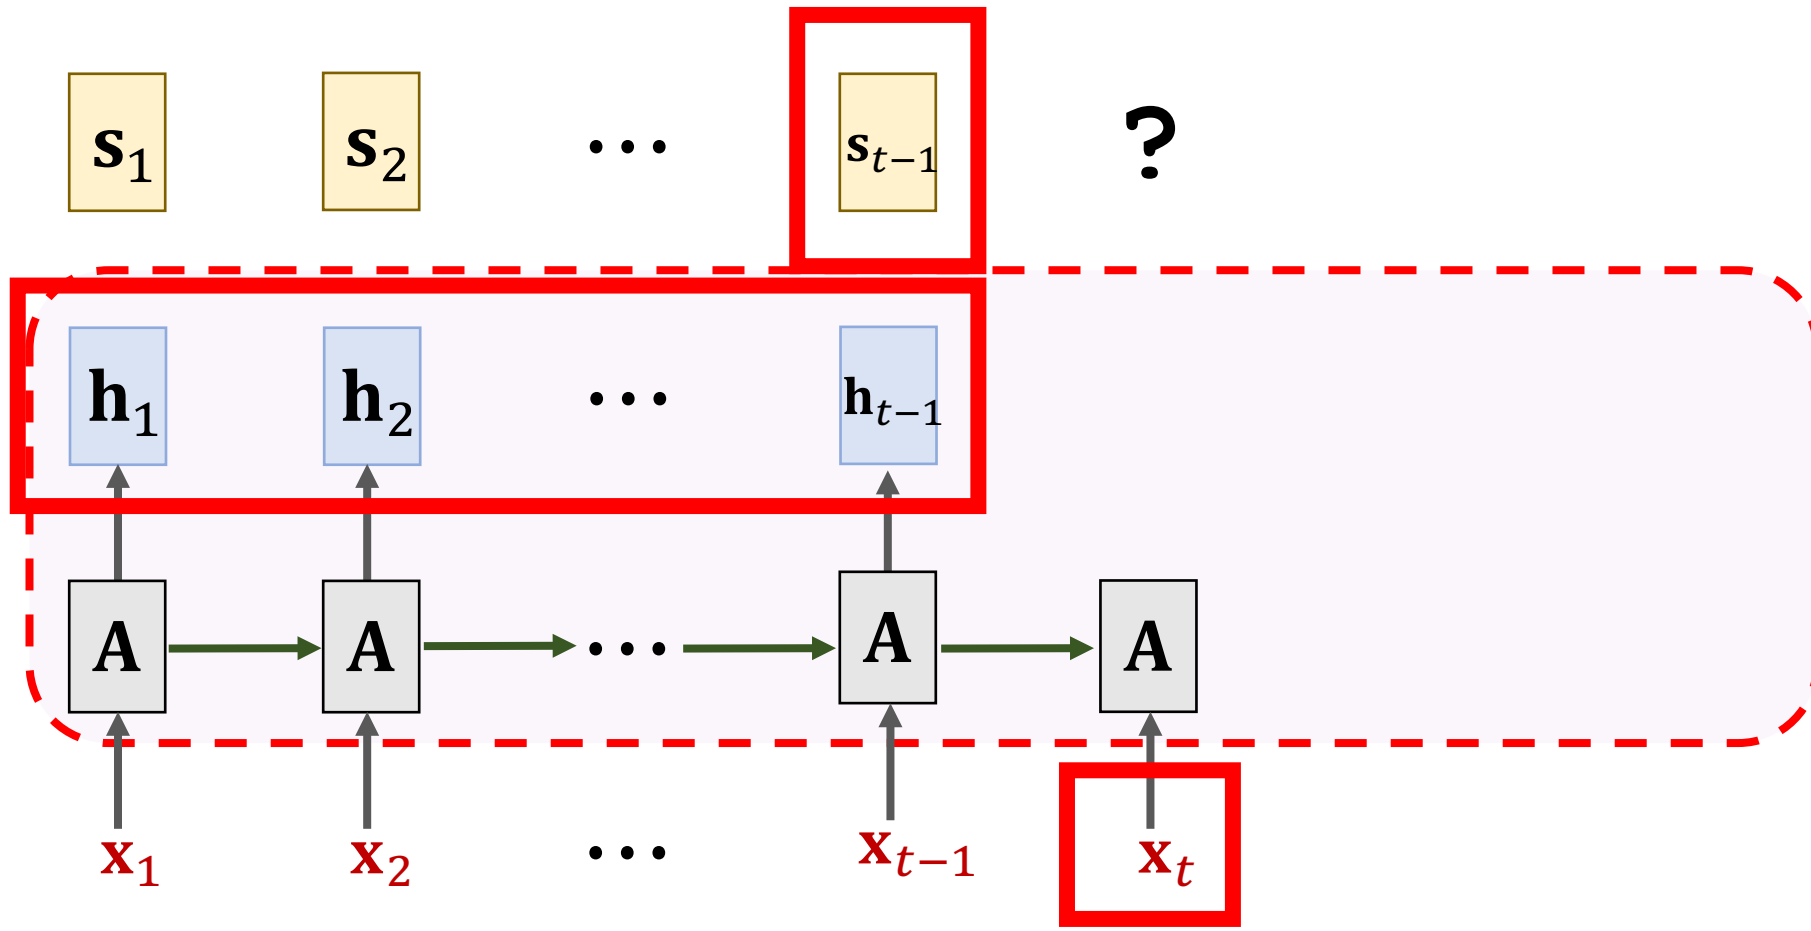 s₁ s₂ … sₜ₋₁ ?
h₁ h₂ … hₜ₋₁
A A … A A
x₁ x₂ … xₜ₋₁ xₜ